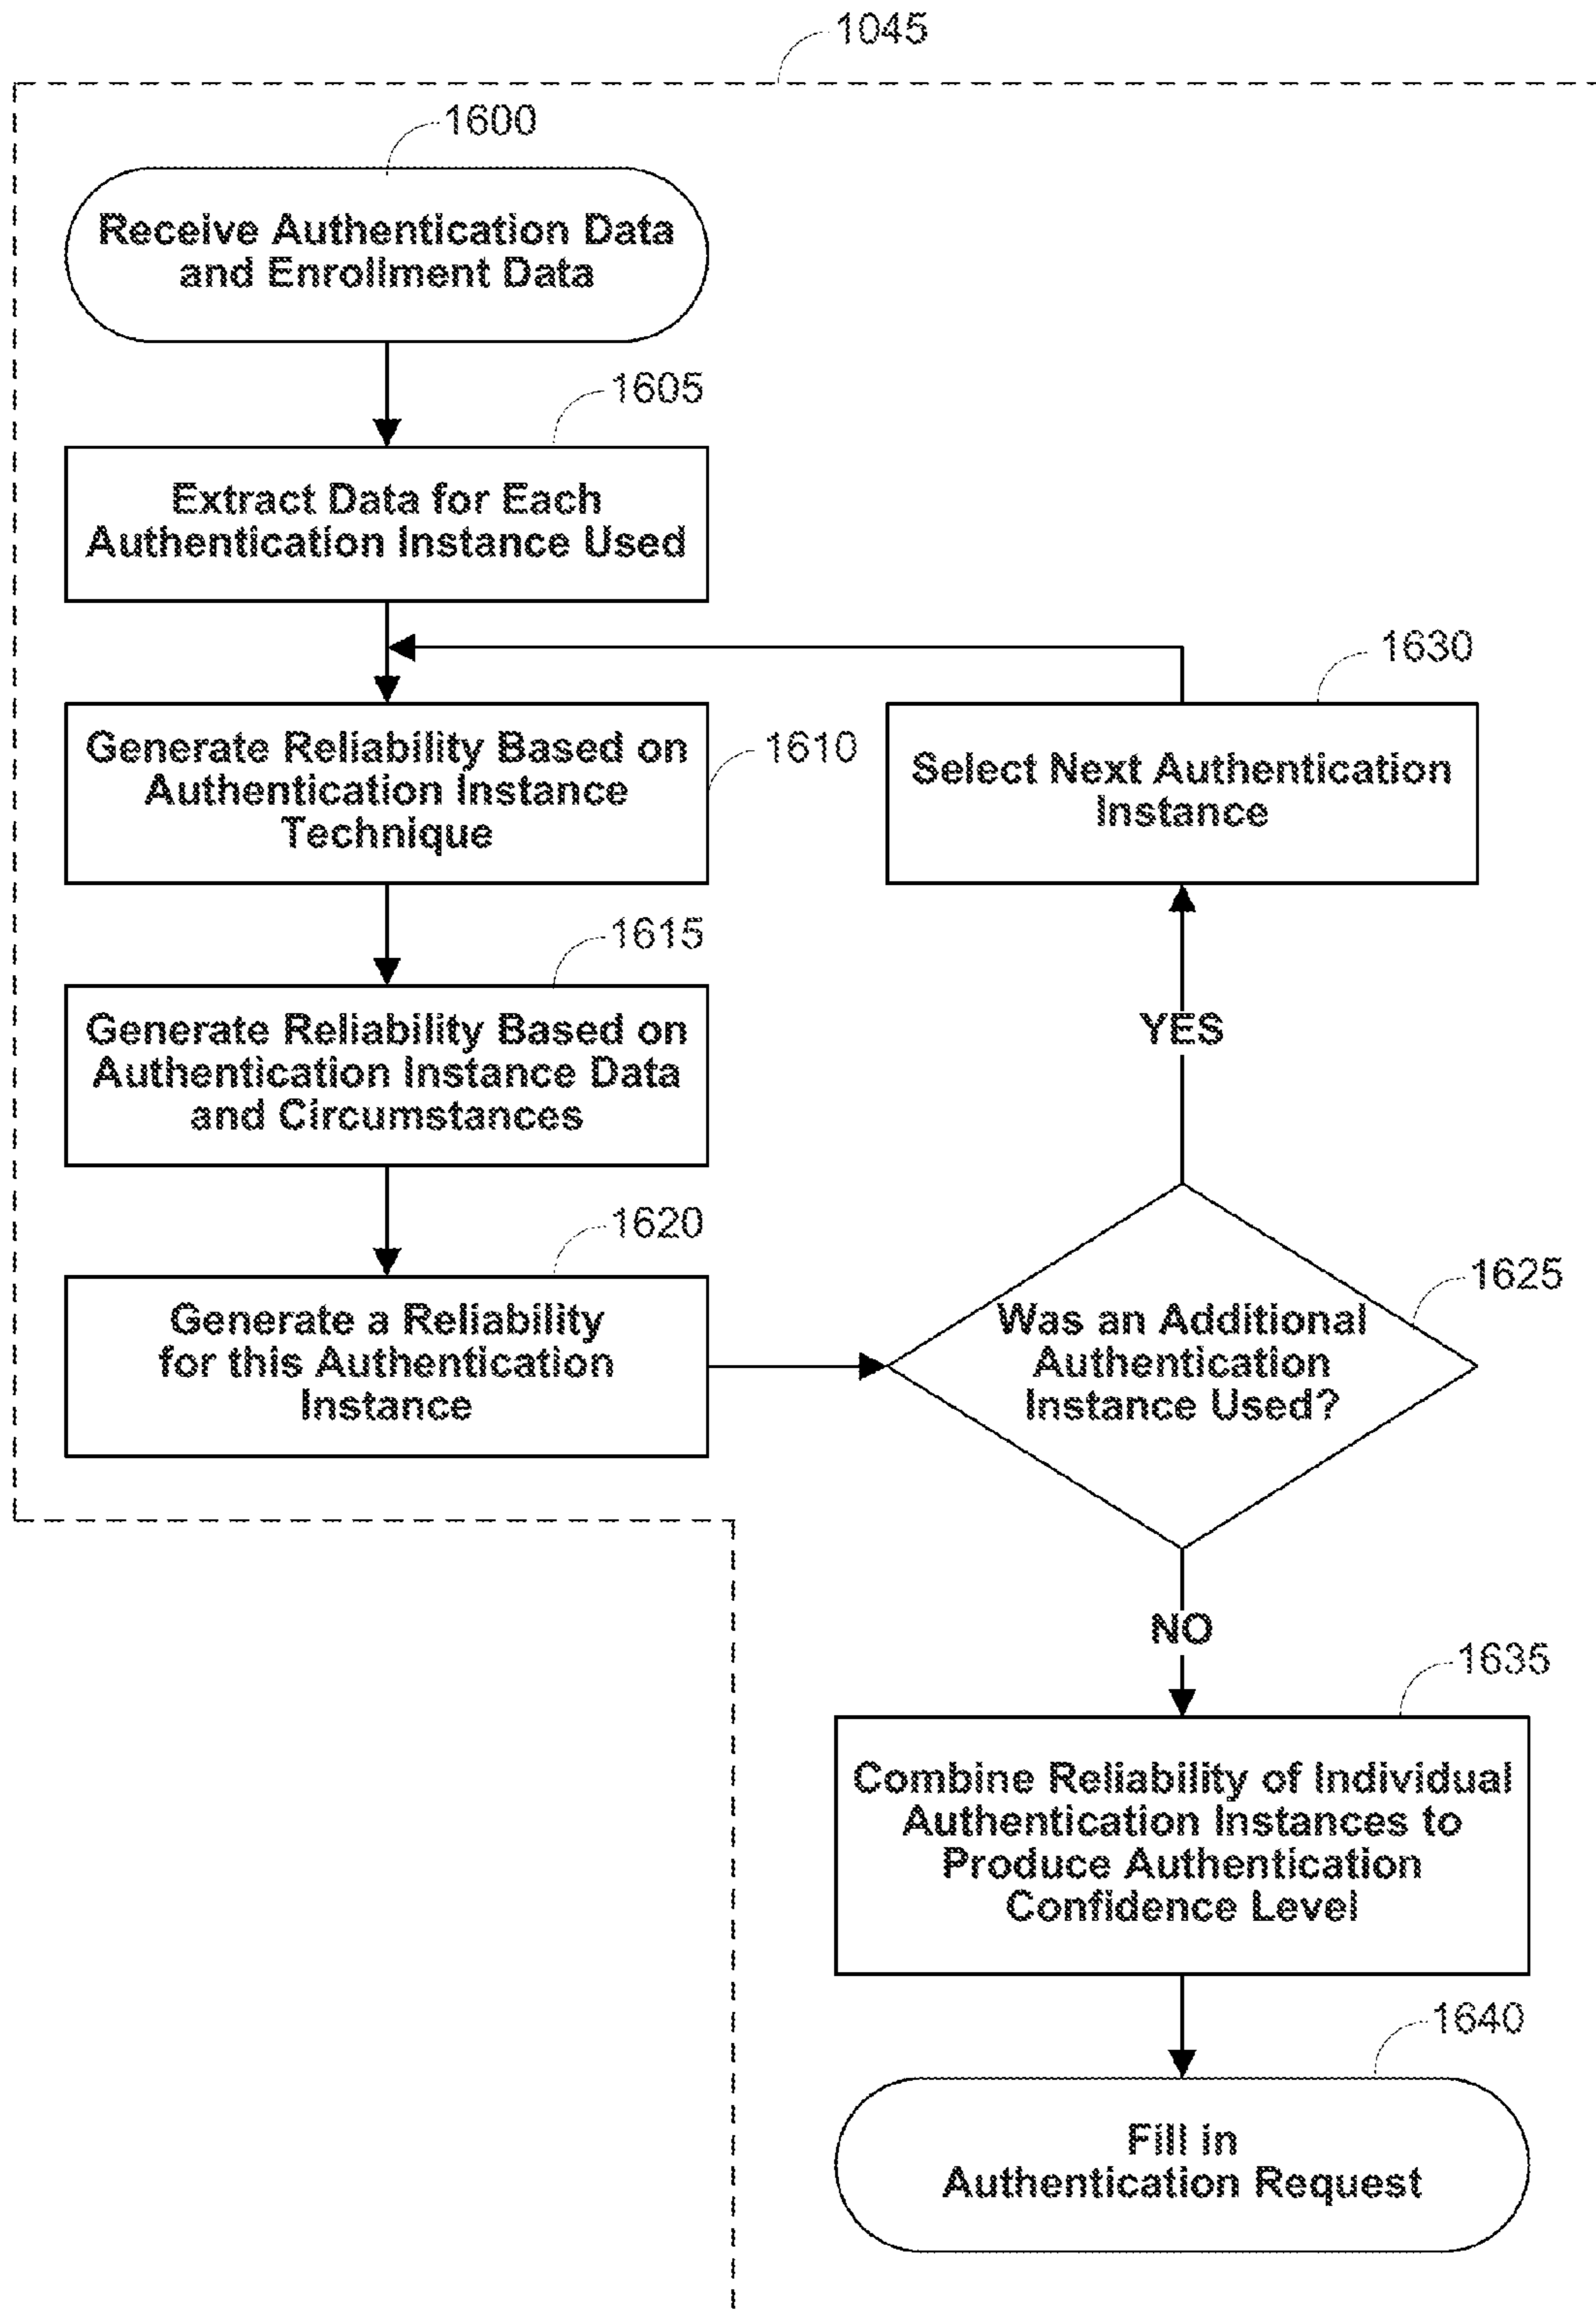 1045
1600
Receive Authentication Data
and Enrollment Data
1605
Extract Data for Each
Authentication Instance Used
1630
Generate Reliability Based on
Authentication Instance
Technique
1610
Select Next Authentication
Instance
1615
Generate Reliability Based on
Authentication Instance Data
and Circumstances
YES
1620
Generate a Reliability
for this Authentication
Instance
1625
Was an Additional
Authentication
Instance Used?
NO
1635
Combine Reliability of Individual
Authentication Instances to
Produce Authentication
Confidence Level
1640
Fill in
Authentication Request